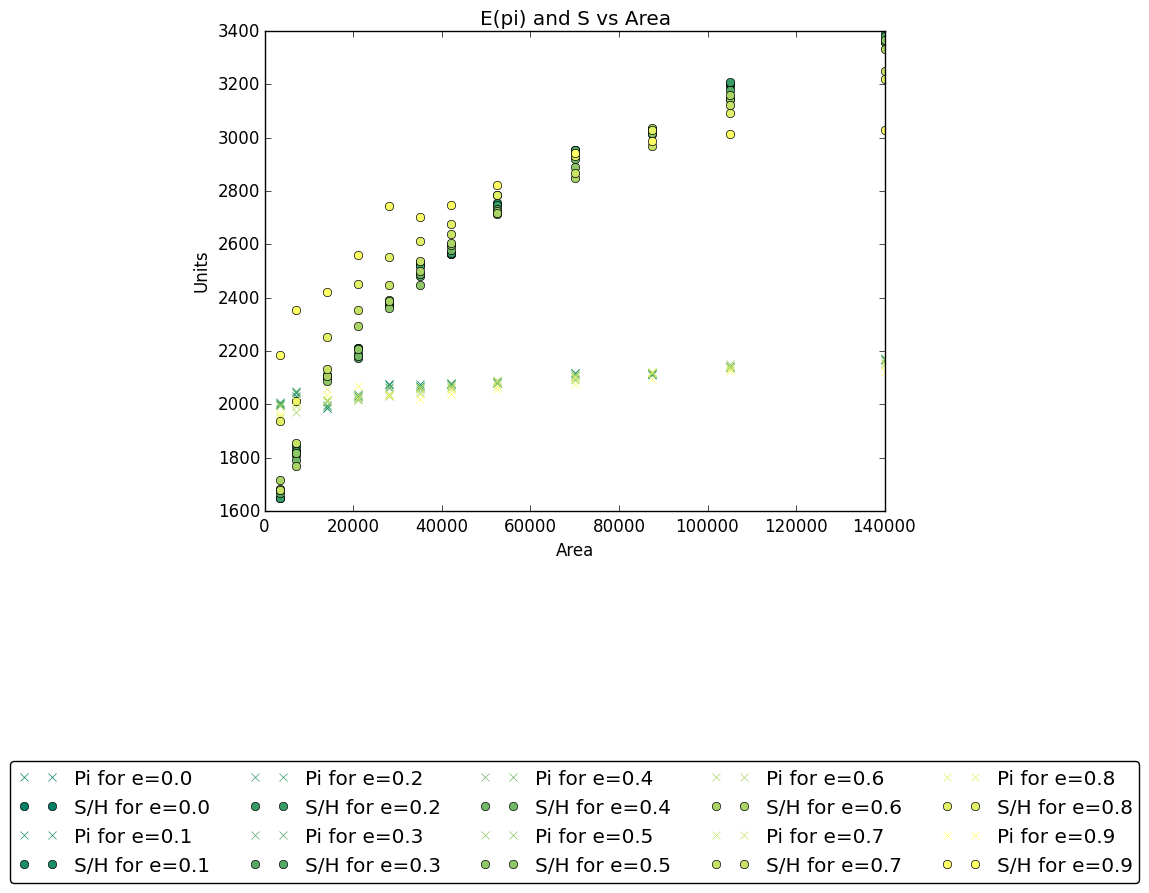 E(pi) and S vs Area
3400
3200
3000
2800
2600
2400
2200
2000
1800
1600
Units
0 20000 40000 60000 80000 100000 120000 140000
Area
Pi for e=0.0 Pi for e=0.2 Pi for e=0.4 Pi for e=0.6 Pi for e=0.8
S/H for e=0.0 S/H for e=0.2 S/H for e=0.4 S/H for e=0.6 S/H for e=0.8
Pi for e=0.1 Pi for e=0.3 Pi for e=0.5 Pi for e=0.7 Pi for e=0.9
S/H for e=0.1 S/H for e=0.3 S/H for e=0.5 S/H for e=0.7 S/H for e=0.9